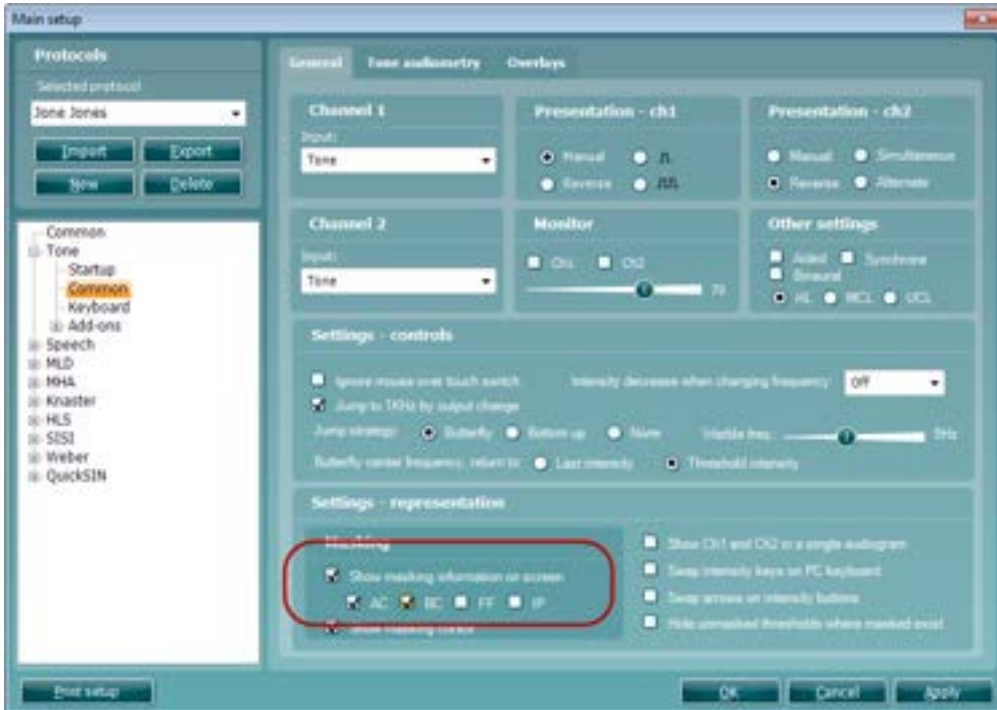 Main setup
Protocols
Selected protocol
Jone Jones
Import Export
New Delete
Common
Tone
Startup
Common
Keyboard
Add-ons
Speech
MLD
MHA
Knaster
HLS
SISI
Weber
QuickSIN
Print setup
General Tone audiometry Overlays
Channel 1
Input:
Tone
Presentation - ch1
Manual
Reverse
Presentation - ch2
Manual Simultaneous
Reverse Alternate
Channel 2
Input:
Tone
Monitor
Ch1 Ch2
70
Other settings
Aided Synchrone
Binaural
HL MCL UCL
Settings - controls
Ignore mouse over touch switch Intensity decrease when changing frequency Off
Jump to 1KHz by output change
Jump strategy: Butterfly Bottom up None
Butterfly center frequency, return to Last intensity Threshold intensity
Settings - representation
Masking
Show masking information on screen
AC BC FF IP
Show masking cursor
Show Ch1 and Ch2 in a single audiogram
Swap intensity keys on PC keyboard
Swap arrows on intensity buttons
Hide unmasked thresholds where masked exist
OK Cancel Apply